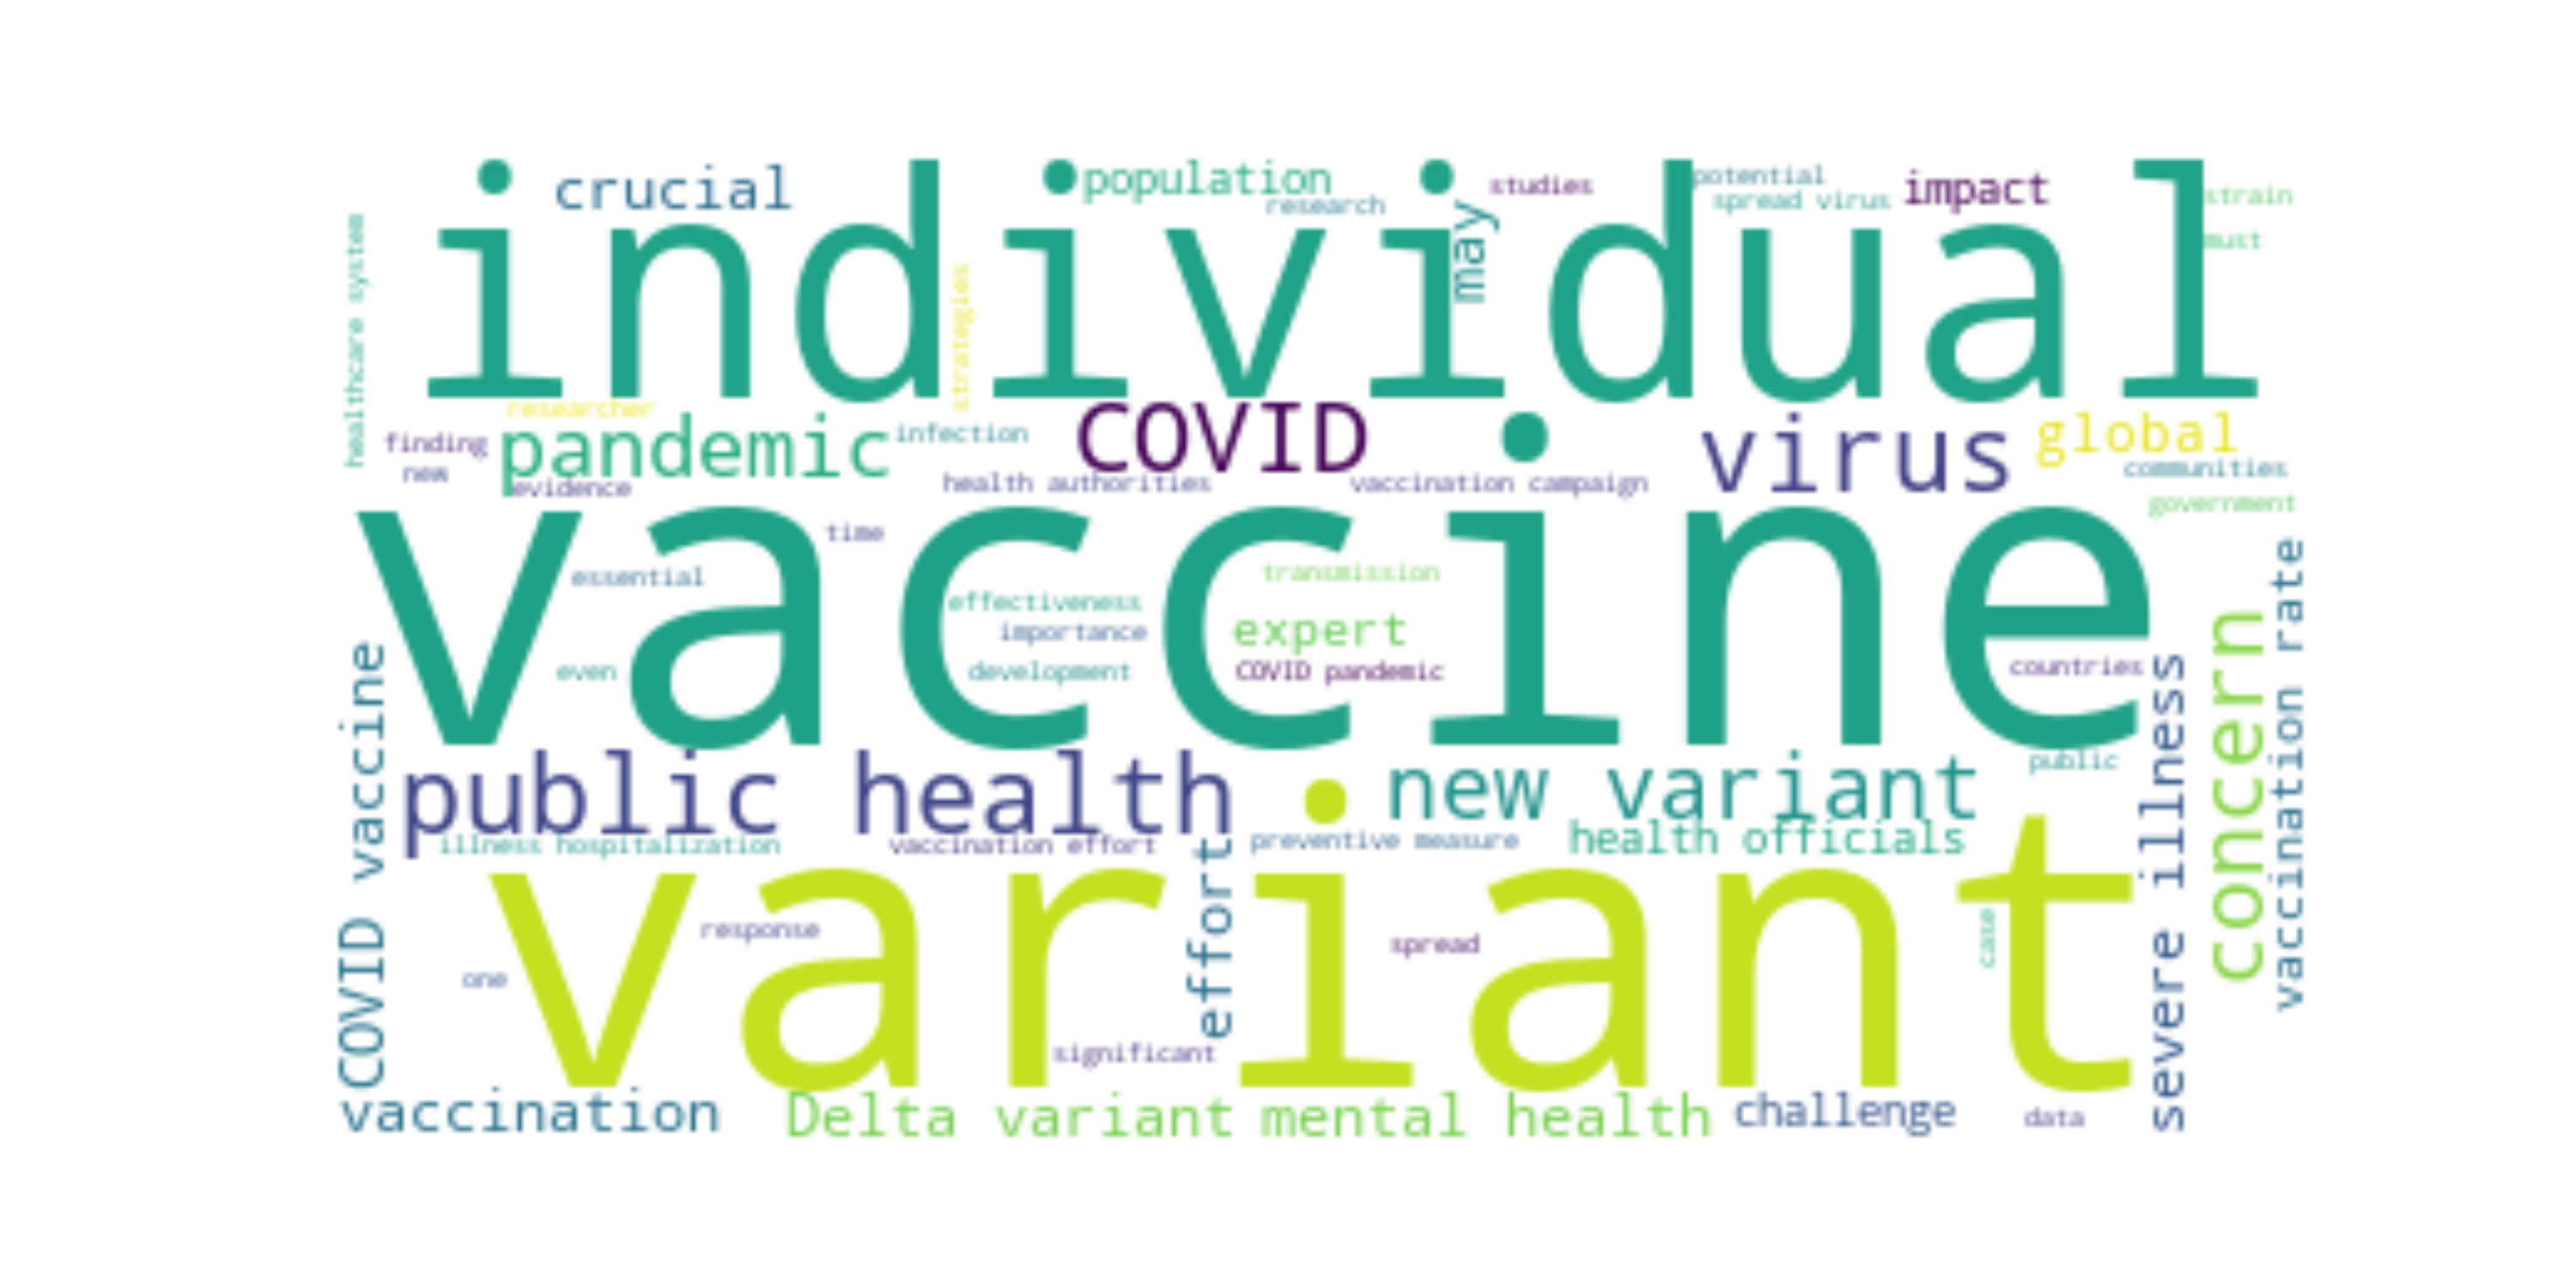 crucial
population
research
studies
potential
spread virus
impact
strain
must
individual
may
healthcare system
strategies
researcher
pandemic
infection
COVID
virus
global
finding
new
evidence
health authorities
vaccination campaign
communities
government
vaccine
time
essential
transmission
effectiveness
importance
expert
even
development
COVID pandemic
countries
COVID vaccine
public health
new variant
public
severe illness
concern
vaccination rate
illness hospitalization
vaccination effort
preventive measure
health officials
effort
variant
response
spread
case
one
significant
vaccination
Delta variant
mental health
challenge
data